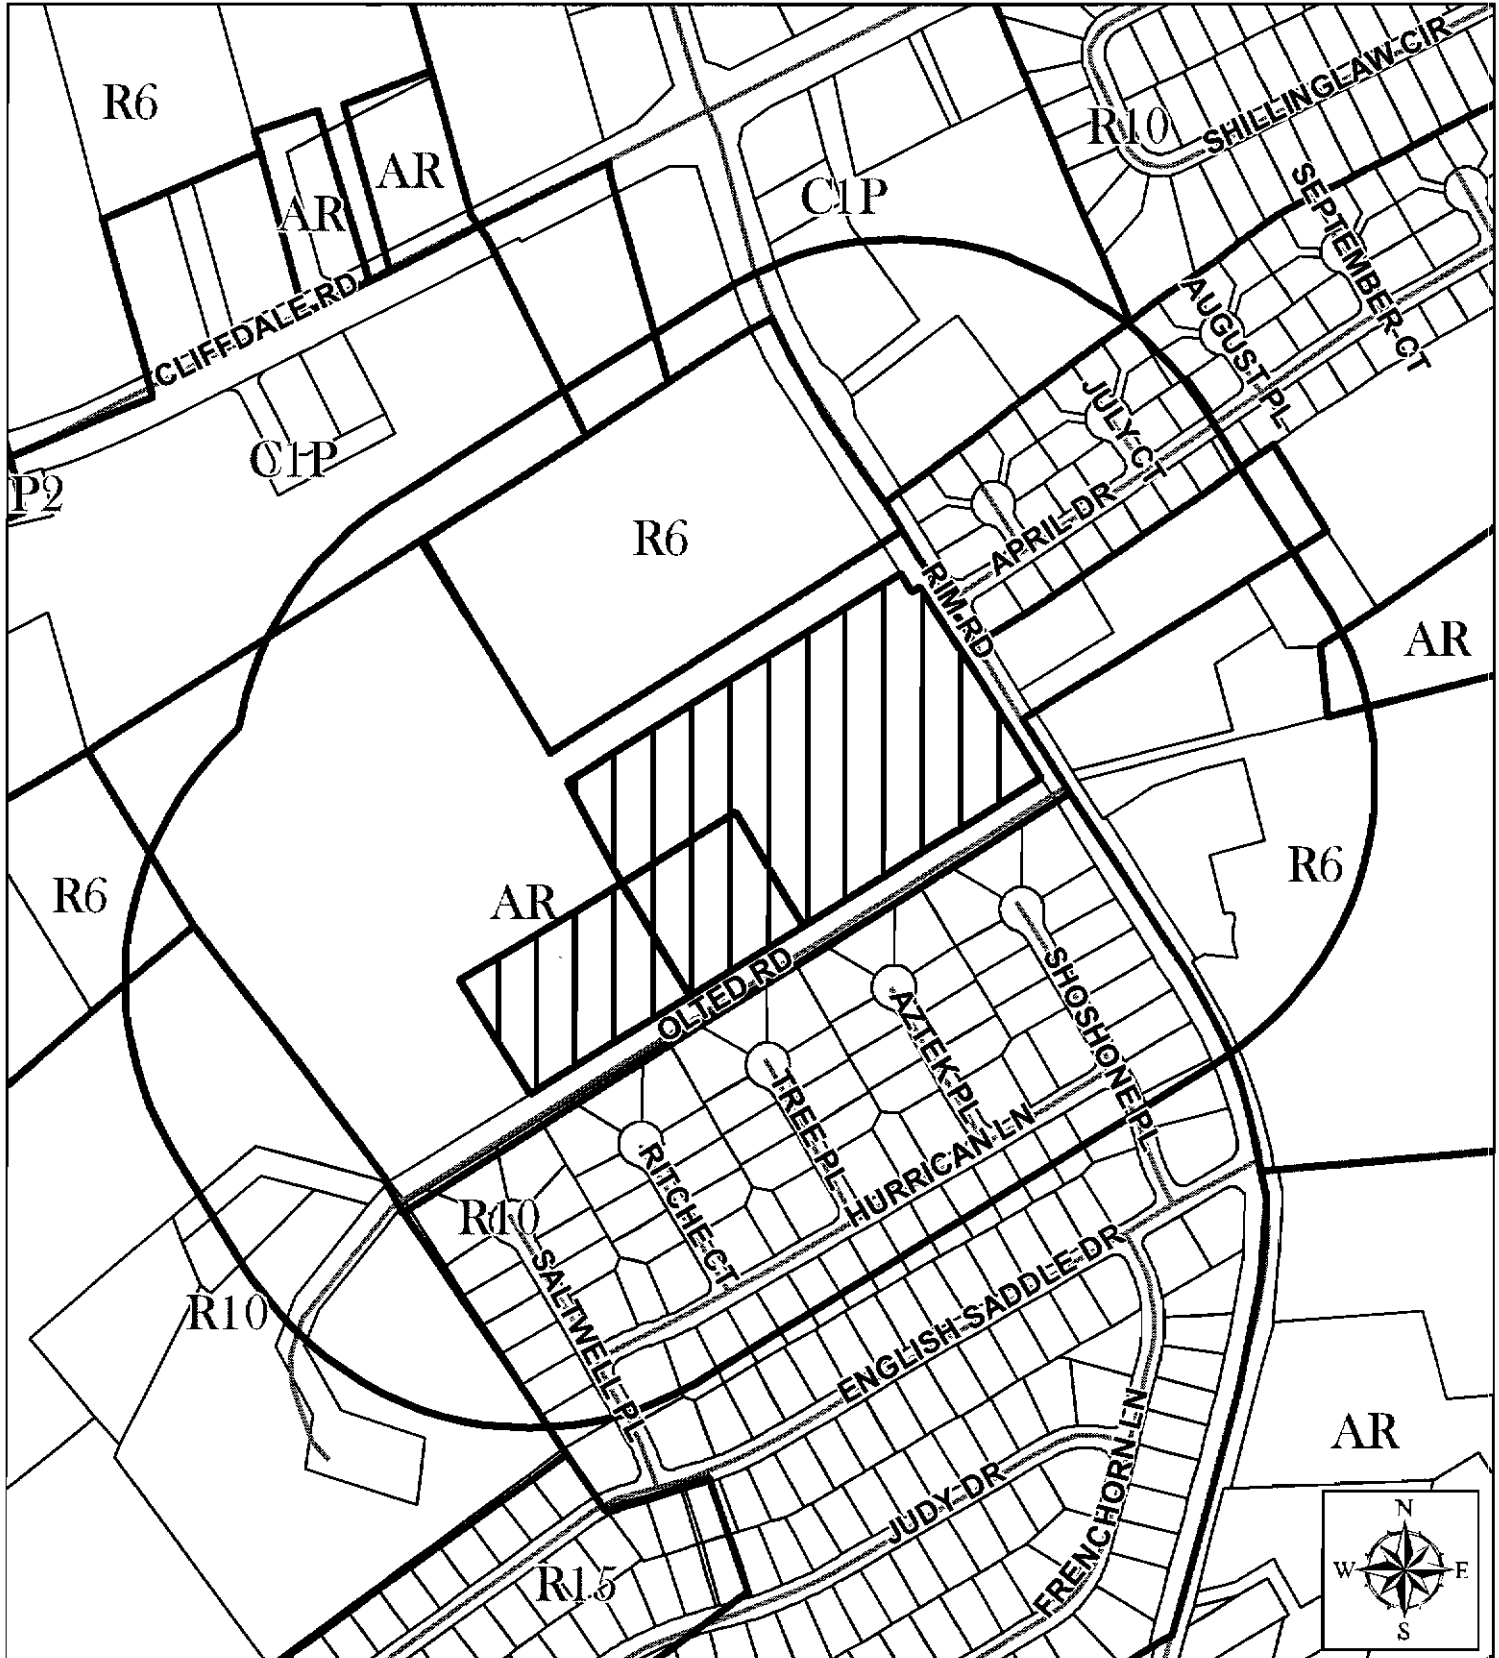 R6
R10
SHILLINGLAW CIR
AR
AR
C1P
SEPTEMBER CT
CLIFFDALE RD
AUGUST PL
JULY CT
C1P
P2
R6
APRIL DR
RIM RD
AR
R6
R6
AR
OLTED RD
SHOSHONE PL
AZTEK PL
TREE PL
HURRICAN LN
RITCHE CT
R10
SALTWELL PL
ENGLISH SADDLE DR
R10
FRENCHORN LN
AR
JUDY DR
R15
N
W E
S